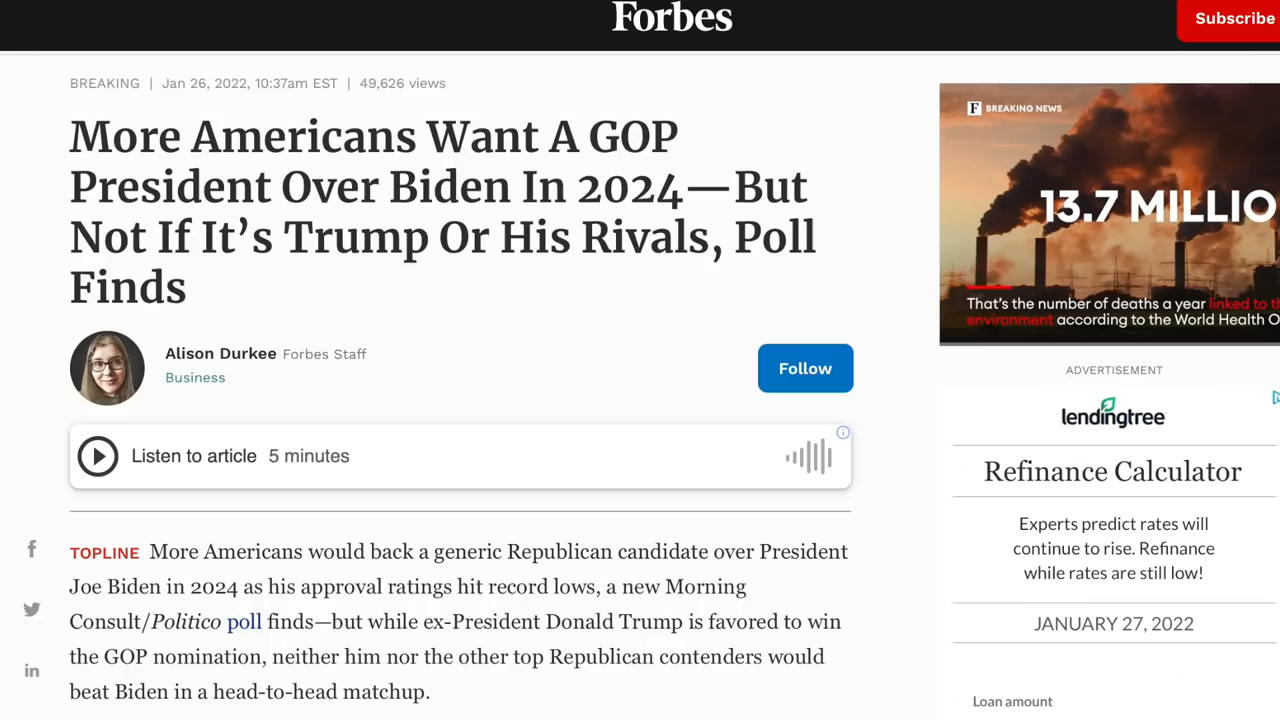 Forbes
Subscribe
BREAKING | Jan 26, 2022, 10:37am EST | 49,626 views
More Americans Want A GOP
President Over Biden In 2024—But
Not If It's Trump Or His Rivals, Poll
Finds
Alison Durkee Forbes Staff
Business
Follow
Listen to article 5 minutes
TOPLINE More Americans would back a generic Republican candidate over President
Joe Biden in 2024 as his approval ratings hit record lows, a new Morning
Consult/Politico poll finds—but while ex-President Donald Trump is favored to win
the GOP nomination, neither him nor the other top Republican contenders would
beat Biden in a head-to-head matchup.
F BREAKING NEWS
13.7 MILLIO
That's the number of deaths a year linked to th
environment according to the World Health O
ADVERTISEMENT
lendingtree
Refinance Calculator
Experts predict rates will
continue to rise. Refinance
while rates are still low!
JANUARY 27, 2022
Loan amount